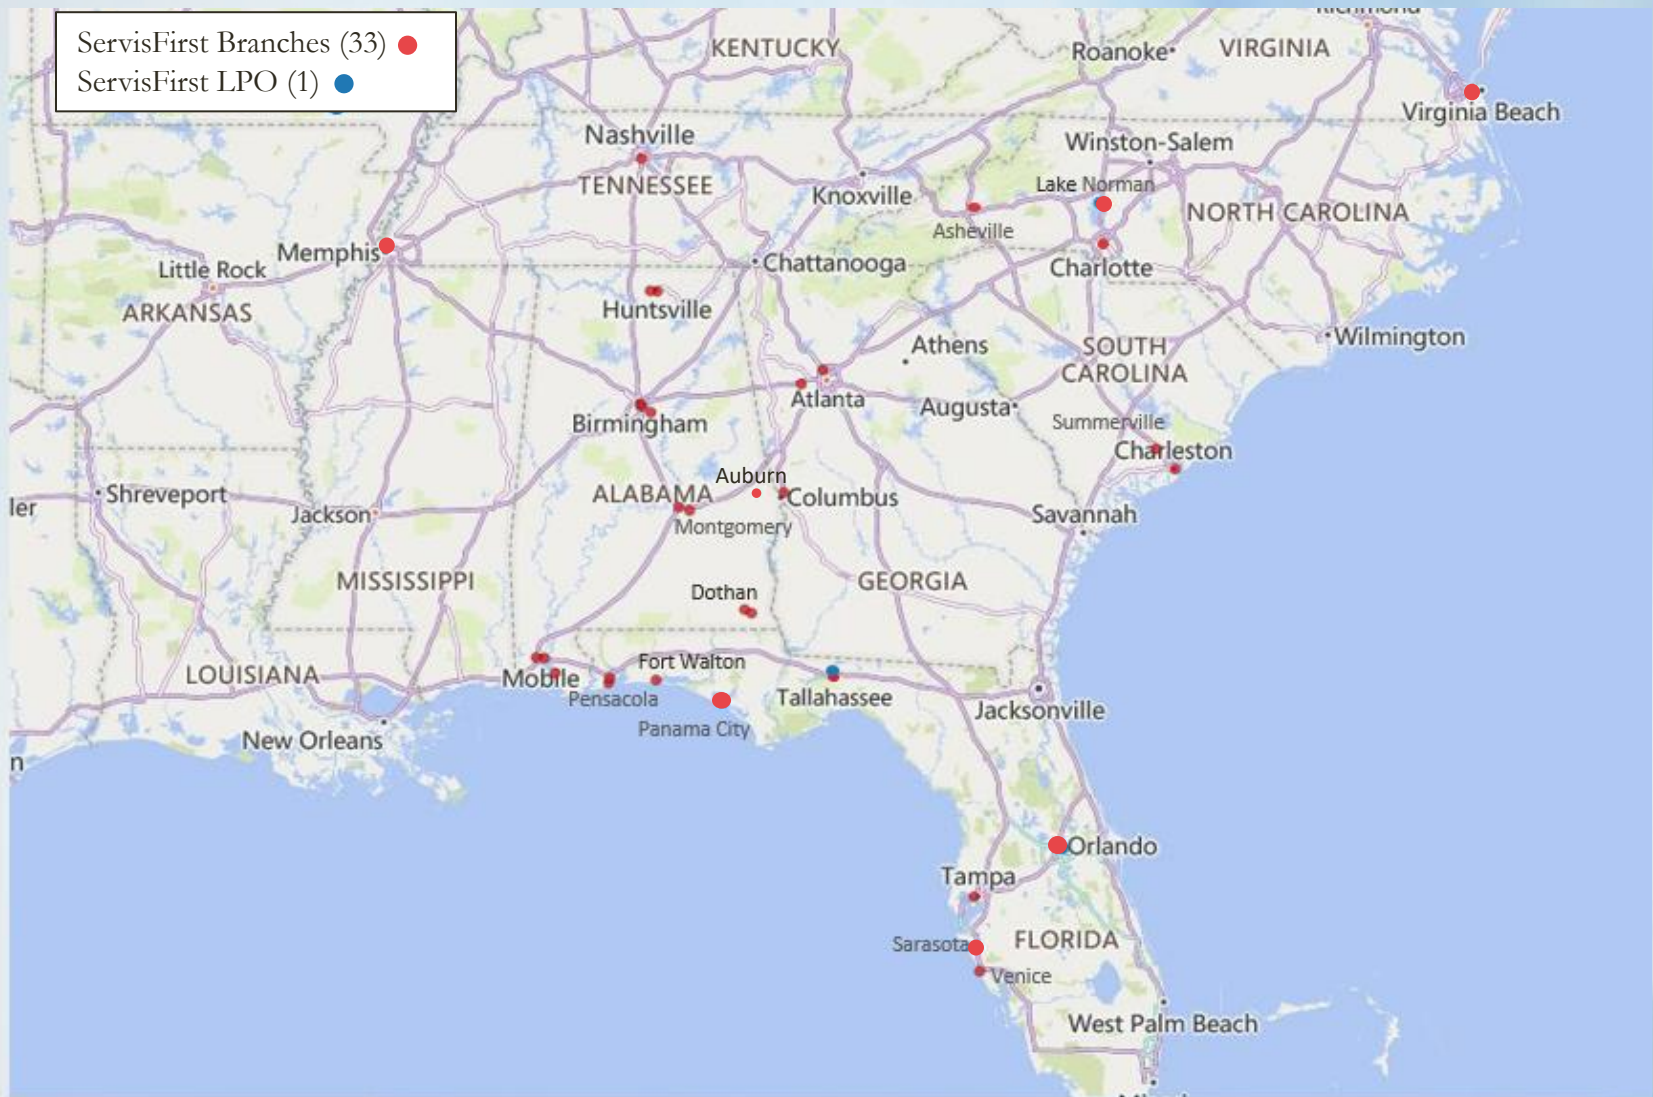 ServisFirst Branches (33)
ServisFirst LPO (1)
KENTUCKY
Roanoke
VIRGINIA
Richmond
Virginia Beach
Nashville
TENNESSEE
Knoxville
Winston-Salem
Lake Norman
NORTH CAROLINA
Asheville
Memphis
Little Rock
ARKANSAS
Chattanooga
Charlotte
Huntsville
Wilmington
Athens
SOUTH
CAROLINA
Atlanta
Augusta
Birmingham
Summerville
Charleston
Auburn
ALABAMA
Columbus
Shreveport
ler
Jackson
Montgomery
Savannah
MISSISSIPPI
GEORGIA
Dothan
LOUISIANA
Mobile
Fort Walton
Pensacola
Tallahassee
Panama City
Jacksonville
New Orleans
n
Orlando
Tampa
Sarasota
FLORIDA
Venice
West Palm Beach